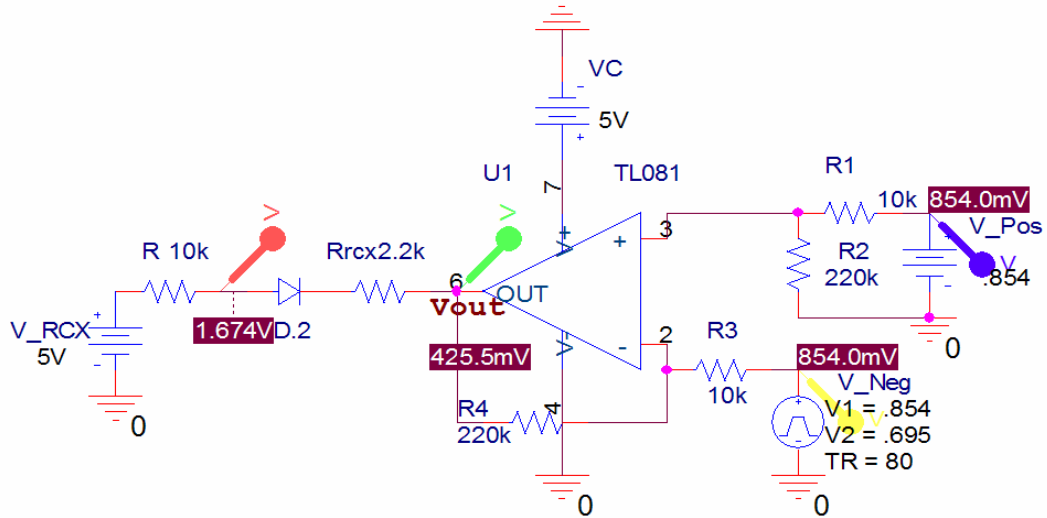 VC
5V
U1
TL081
R1
10k
854.0mV
V_Pos
V
.854
0
R2
220k
R 10k
Rrcx2.2k
7
V+
+
3
6
OUT
Vout
425.5mV
V-
4
-
2
V_RCX
5V
0
1.674V
D.2
V
V
R4
220k
0
R3
10k
854.0mV
V_Neg
V
V1 = .854
V2 = .695
TR = 80
0